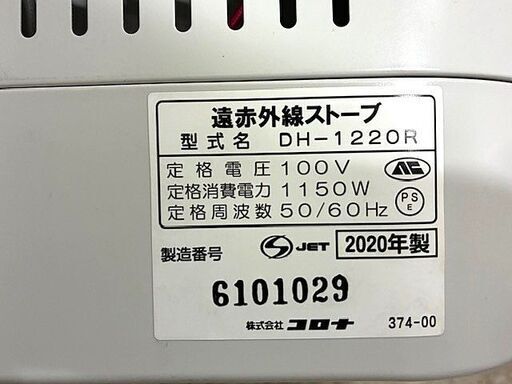 遠赤外線ストーブ
型式名 DH-1220R
定格電圧 100V
定格消費電力 1150W
定格周波数 50/60Hz
PS
E
製造番号 S JET 2020年製
6101029
株式会社 コロナ 374-00